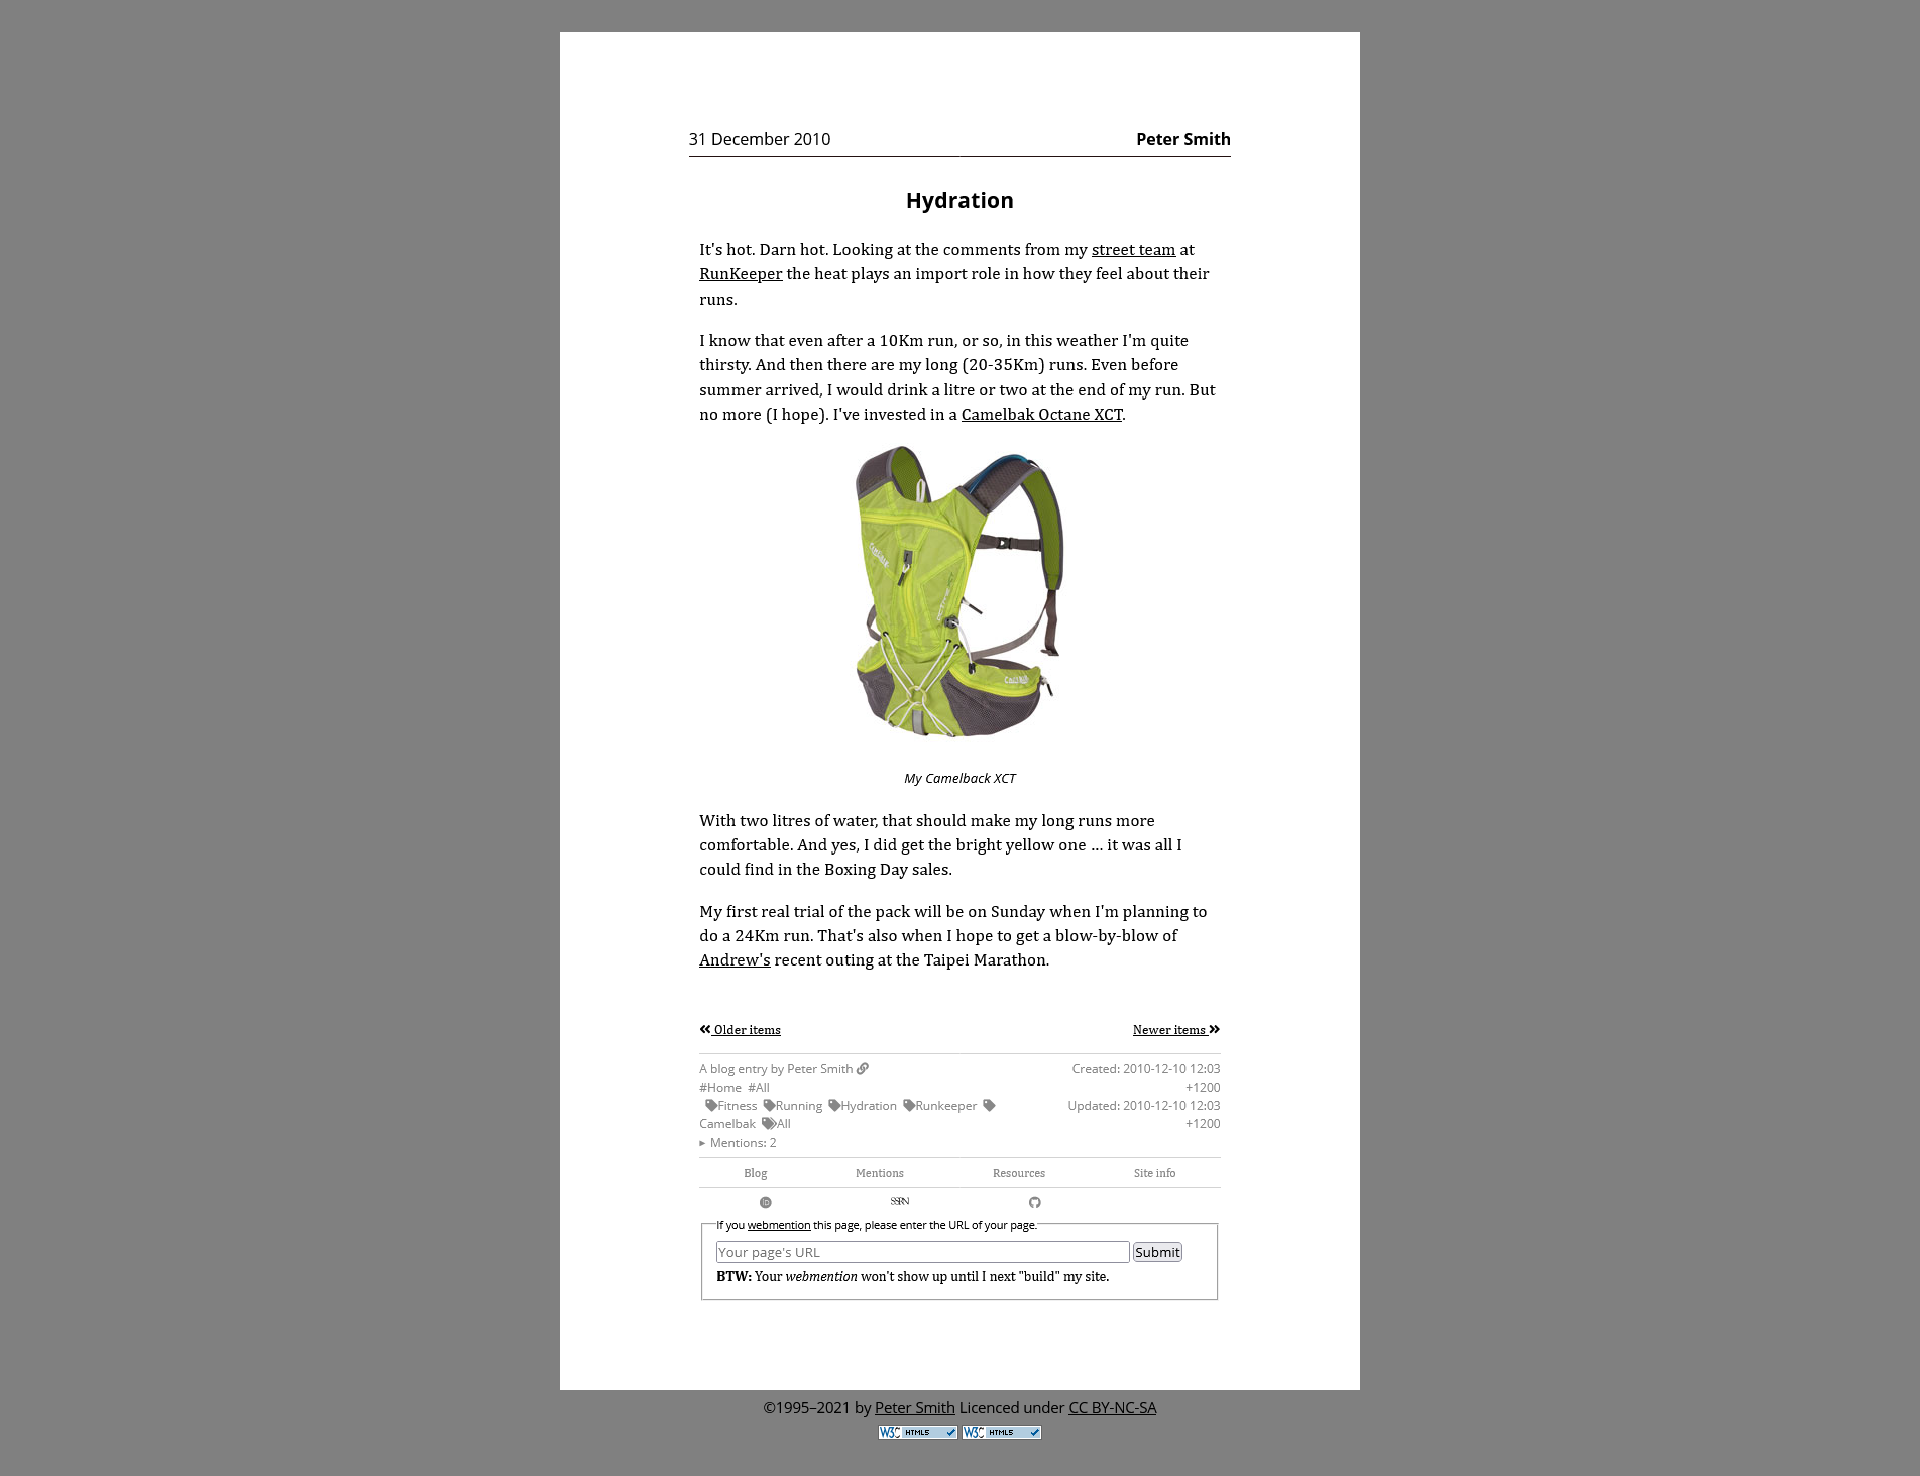 31 December 2010
Peter Smith
Hydration
It's hot. Darn hot. Looking at the comments from my street team at
RunKeeper the heat plays an import role in how they feel about their
runs.
I know that even after a 10Km run, or so, in this weather I'm quite
thirsty. And then there are my long (20-35Km) runs. Even before
summer arrived, I would drink a litre or two at the end of my run. But
no more (I hope). I've invested in a Camelbak Octane XCT.
My Camelback XCT
With two litres of water, that should make my long runs more
comfortable. And yes, I did get the bright yellow one ... it was all I
could find in the Boxing Day sales.
My first real trial of the pack will be on Sunday when I'm planning to
do a 24Km run. That's also when I hope to get a blow-by-blow of
Andrew's recent outing at the Taipei Marathon.
Older items
Newer items
A blog entry by Peter Smith
#Home #All
Fitness Running Hydration Runkeeper
Camelbak All
▸ Mentions: 2
Created: 2010-12-10 12:03
+1200
Updated: 2010-12-10 12:03
+1200
Blog Mentions Resources Site info
iD SSRN
If you webmention this page, please enter the URL of your page.
Your page's URL Submit
BTW: Your webmention won't show up until I next "build" my site.
©1995–2021 by Peter Smith Licenced under CC BY-NC-SA
W3C HTML5 W3C HTML5